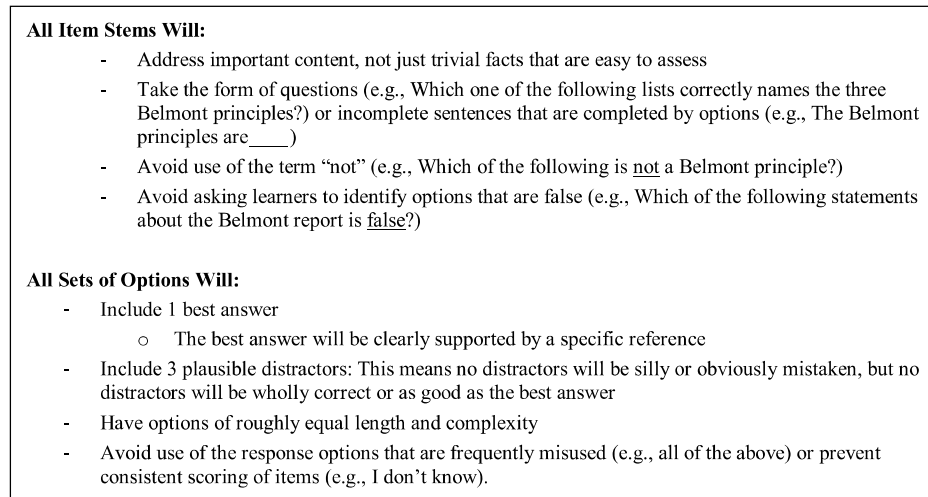 All Item Stems Will:
- Address important content, not just trivial facts that are easy to assess
- Take the form of questions (e.g., Which one of the following lists correctly names the three
Belmont principles?) or incomplete sentences that are completed by options (e.g., The Belmont
principles are____)
- Avoid use of the term “not” (e.g., Which of the following is not a Belmont principle?)
- Avoid asking learners to identify options that are false (e.g., Which of the following statements
about the Belmont report is false?)
All Sets of Options Will:
- Include 1 best answer
o The best answer will be clearly supported by a specific reference
- Include 3 plausible distractors: This means no distractors will be silly or obviously mistaken, but no
distractors will be wholly correct or as good as the best answer
- Have options of roughly equal length and complexity
- Avoid use of the response options that are frequently misused (e.g., all of the above) or prevent
consistent scoring of items (e.g., I don’t know).